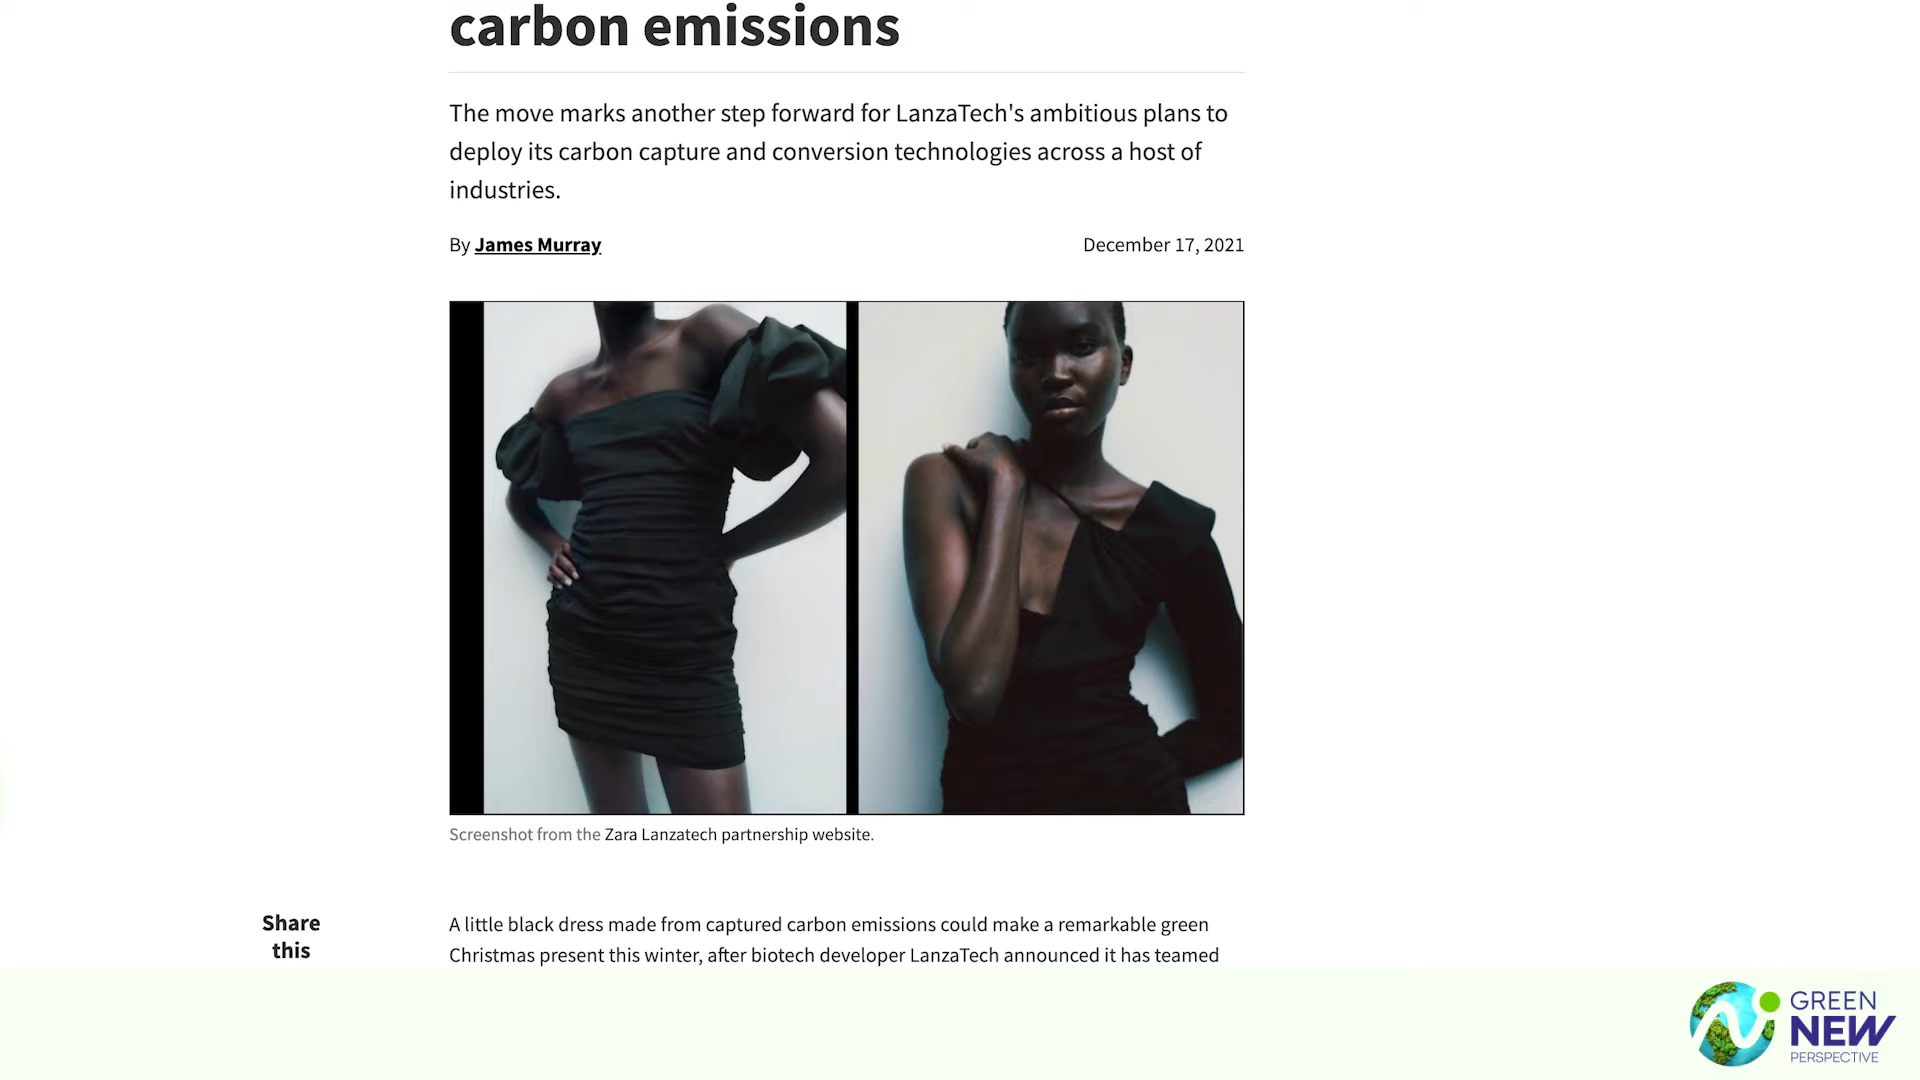 carbon emissions
The move marks another step forward for LanzaTech's ambitious plans to
deploy its carbon capture and conversion technologies across a host of
industries.
By James Murray
December 17, 2021
Screenshot from the Zara Lanzatech partnership website.
Share
this
A little black dress made from captured carbon emissions could make a remarkable green
Christmas present this winter, after biotech developer LanzaTech announced it has teamed
GREEN
NEW
PERSPECTIVE